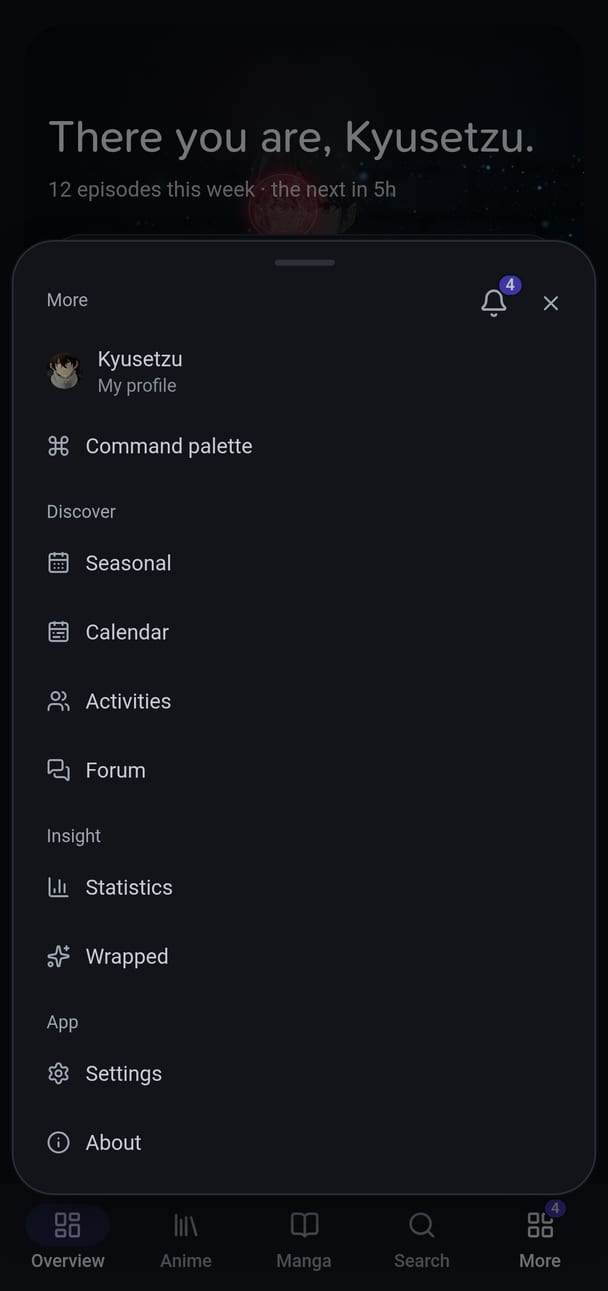 There you are, Kyusetzu.
12 episodes this week · the next in 5h
More
4
Kyusetzu
My profile
Command palette
Discover
Seasonal
Calendar
Activities
Forum
Insight
Statistics
Wrapped
App
Settings
About
4
Overview Anime Manga Search More